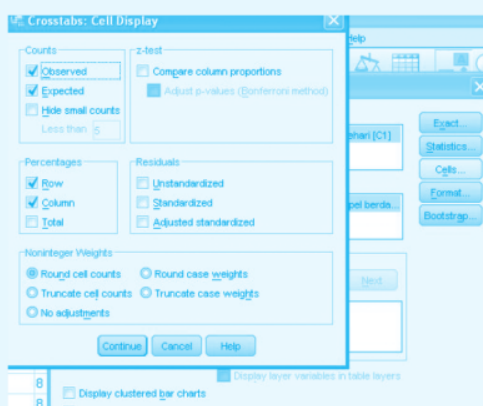 Crosstabs: Cell Display
Help
Counts
z-test
Observed
Compare column proportions
Expected
Adjust p-values (Bonferroni method)
Hide small counts
Less than 5
ehari [C1]
Exact...
Statistics...
Percentages
Residuals
Cells...
Row
Unstandardized
Format...
Column
Standardized
pel berda...
Bootstrap...
Total
Adjusted standardized
Noninteger Weights
Round cell counts
Round case weights
Next
Truncate cell counts
Truncate case weights
No adjustments
Continue
Cancel
Help
Display layer variables in table layers
8
Display clustered bar charts
8